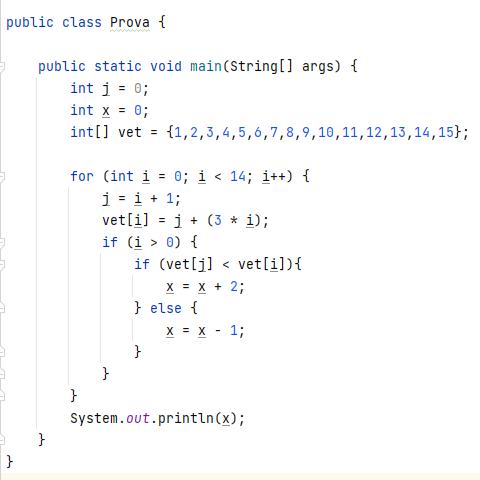 public class Prova {
public static void main(String[] args) {
int j = 0;
int x = 0;
int[] vet = {1,2,3,4,5,6,7,8,9,10,11,12,13,14,15};
for (int i = 0; i < 14; i++) {
j = i + 1;
vet[i] = j + (3 * i);
if (i > 0) {
if (vet[j] < vet[i]){
x = x + 2;
} else {
x = x - 1;
}
}
}
System.out.println(x);
}
}